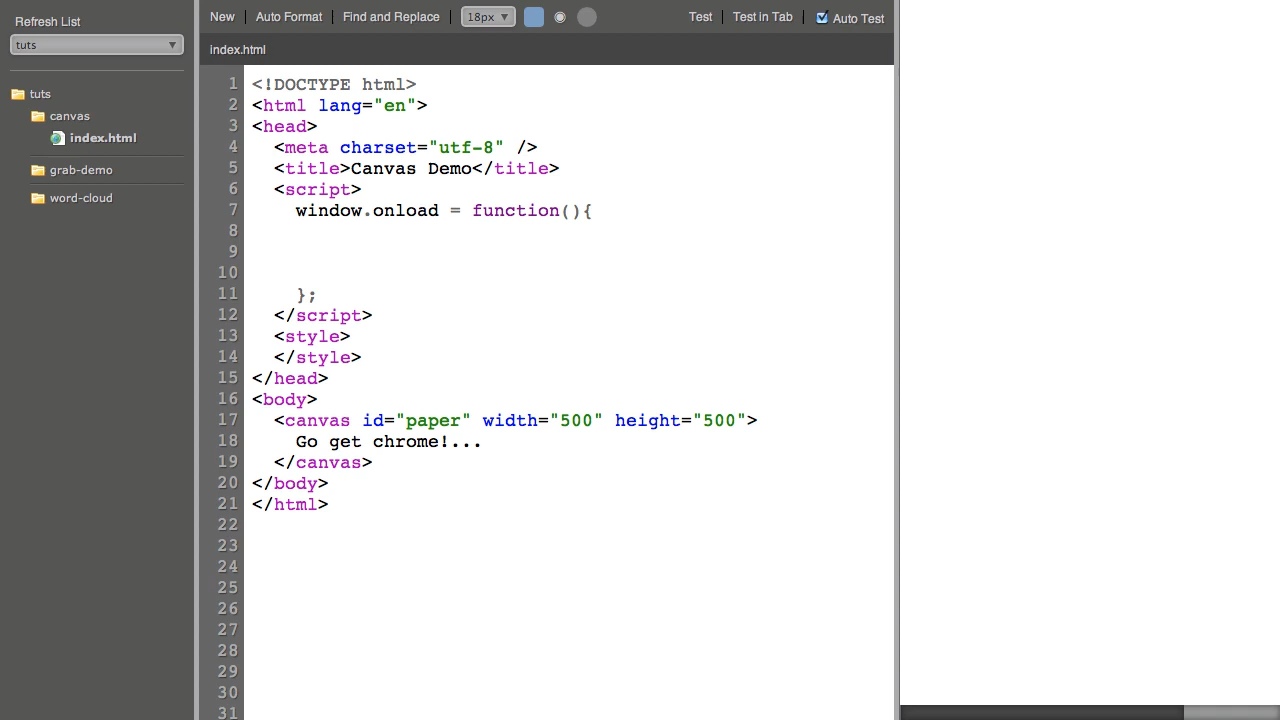 Refresh List
tuts
tuts
canvas
index.html
grab-demo
word-cloud
New | Auto Format | Find and Replace | 18px Test | Test in Tab | Auto Test
index.html
1 <!DOCTYPE html>
2 <html lang="en">
3 <head>
4   <meta charset="utf-8" />
5   <title>Canvas Demo</title>
6   <script>
7     window.onload = function(){
8
9
10
11     };
12   </script>
13   <style>
14   </style>
15 </head>
16 <body>
17   <canvas id="paper" width="500" height="500">
18     Go get chrome!...
19   </canvas>
20 </body>
21 </html>
22
23
24
25
26
27
28
29
30
31